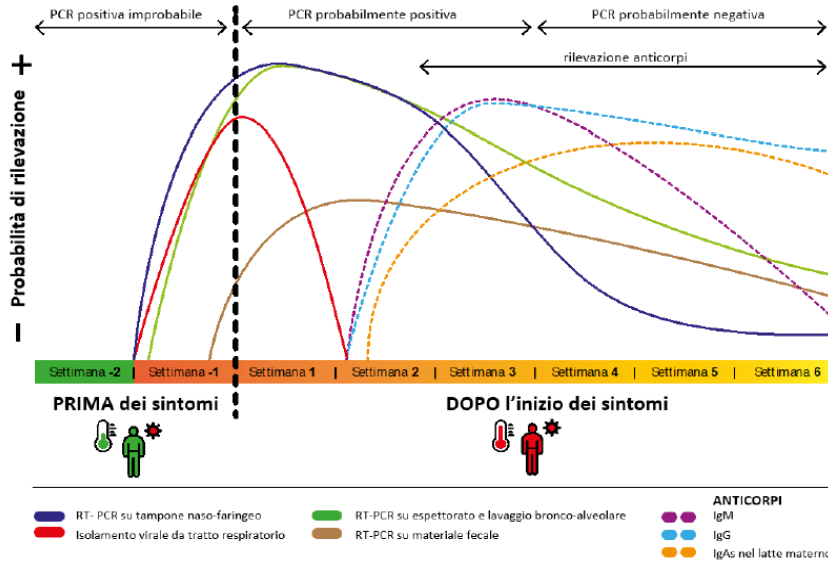 PCR positiva improbabile
PCR probabilmente positiva
PCR probabilmente negativa
rilevazione anticorpi
+
Probabilità di rilevazione
–
Settimana -2 | Settimana -1 Settimana 1 | Settimana 2 | Settimana 3 | Settimana 4 | Settimana 5 | Settimana 6
PRIMA dei sintomi
DOPO l'inizio dei sintomi
RT- PCR su tampone naso-faringeo
Isolamento virale da tratto respiratorio
RT-PCR su espettorato e lavaggio bronco-alveolare
RT-PCR su materiale fecale
ANTICORPI
IgM
IgG
IgAs nel latte materno